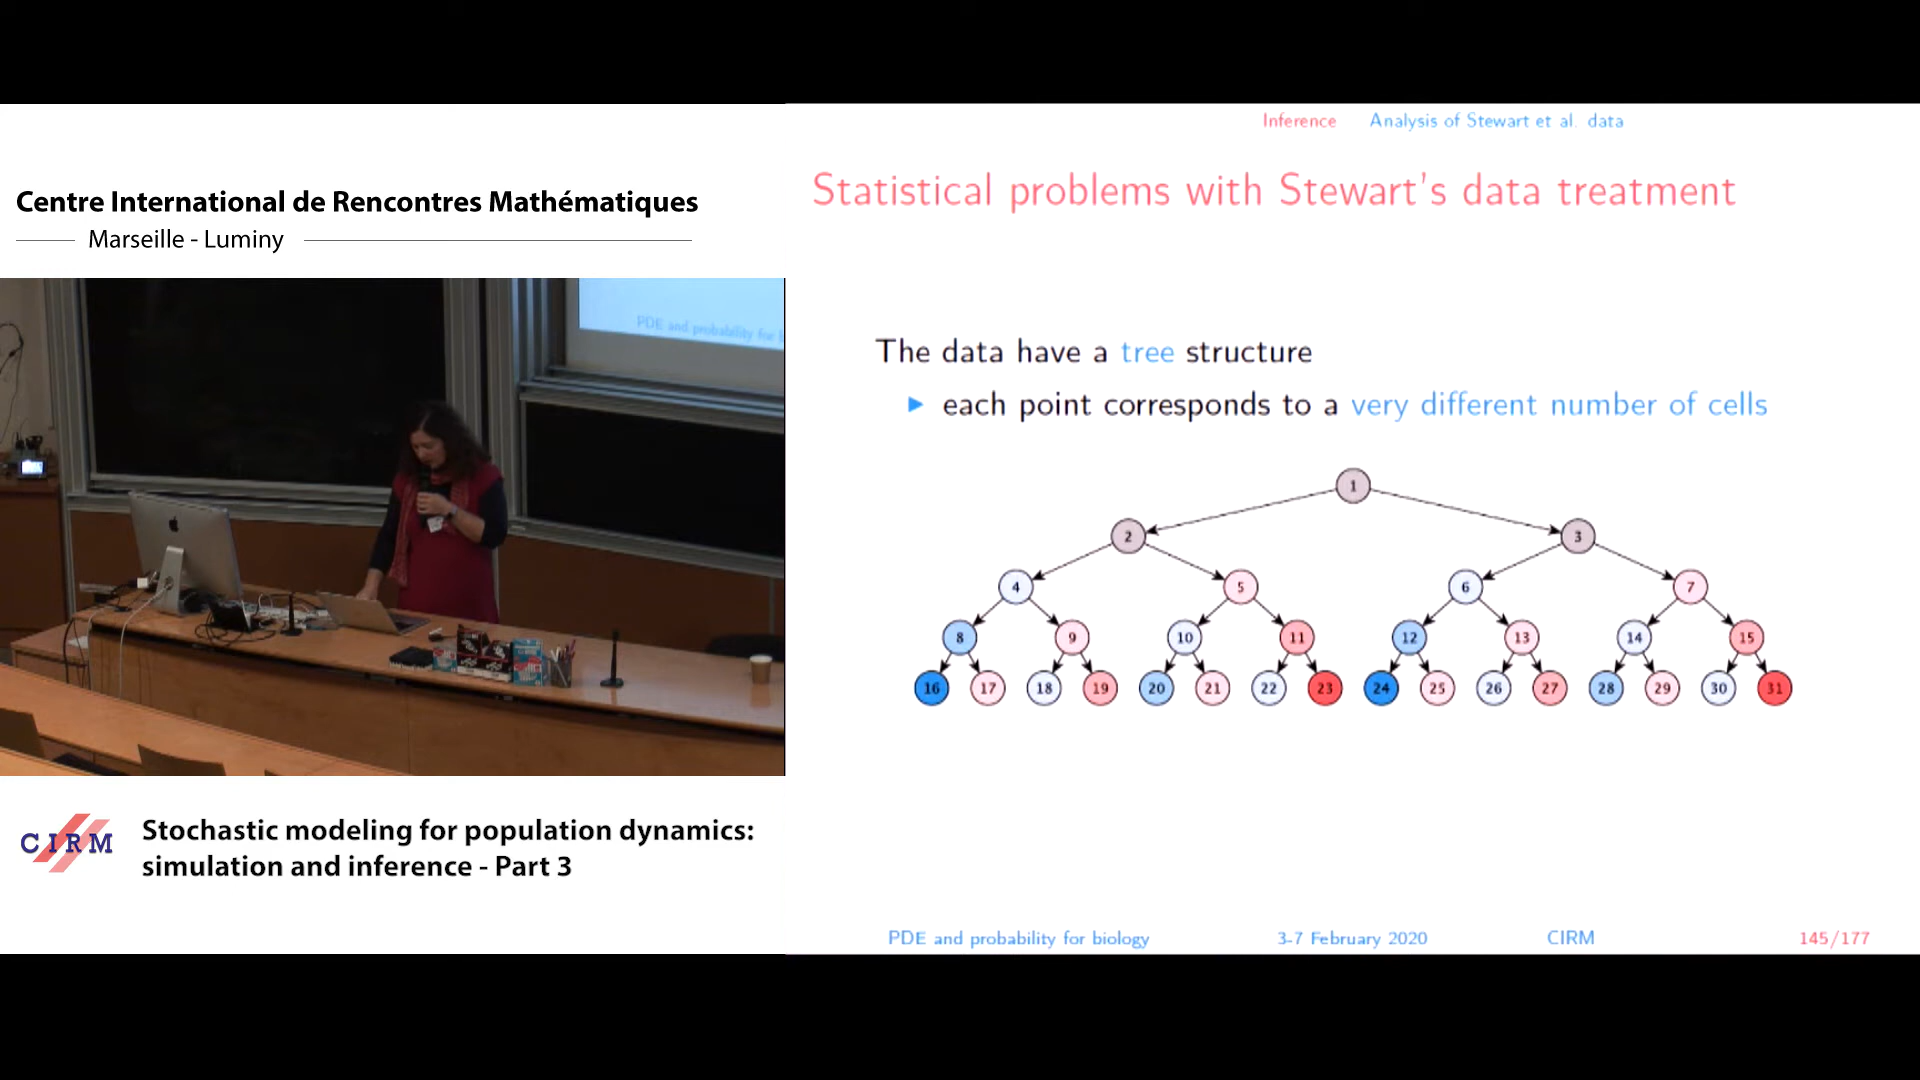 Centre International de Rencontres Mathématiques
Marseille - Luminy
PDE and probability for
CIRM
Stochastic modeling for population dynamics:
simulation and inference - Part 3
Inference Analysis of Stewart et al. data
Statistical problems with Stewart's data treatment
The data have a tree structure
each point corresponds to a very different number of cells
1
2 3
4 5 6 7
8 9 10 11 12 13 14 15
16 17 18 19 20 21 22 23 24 25 26 27 28 29 30 31
PDE and probability for biology 3-7 February 2020 CIRM 145/177